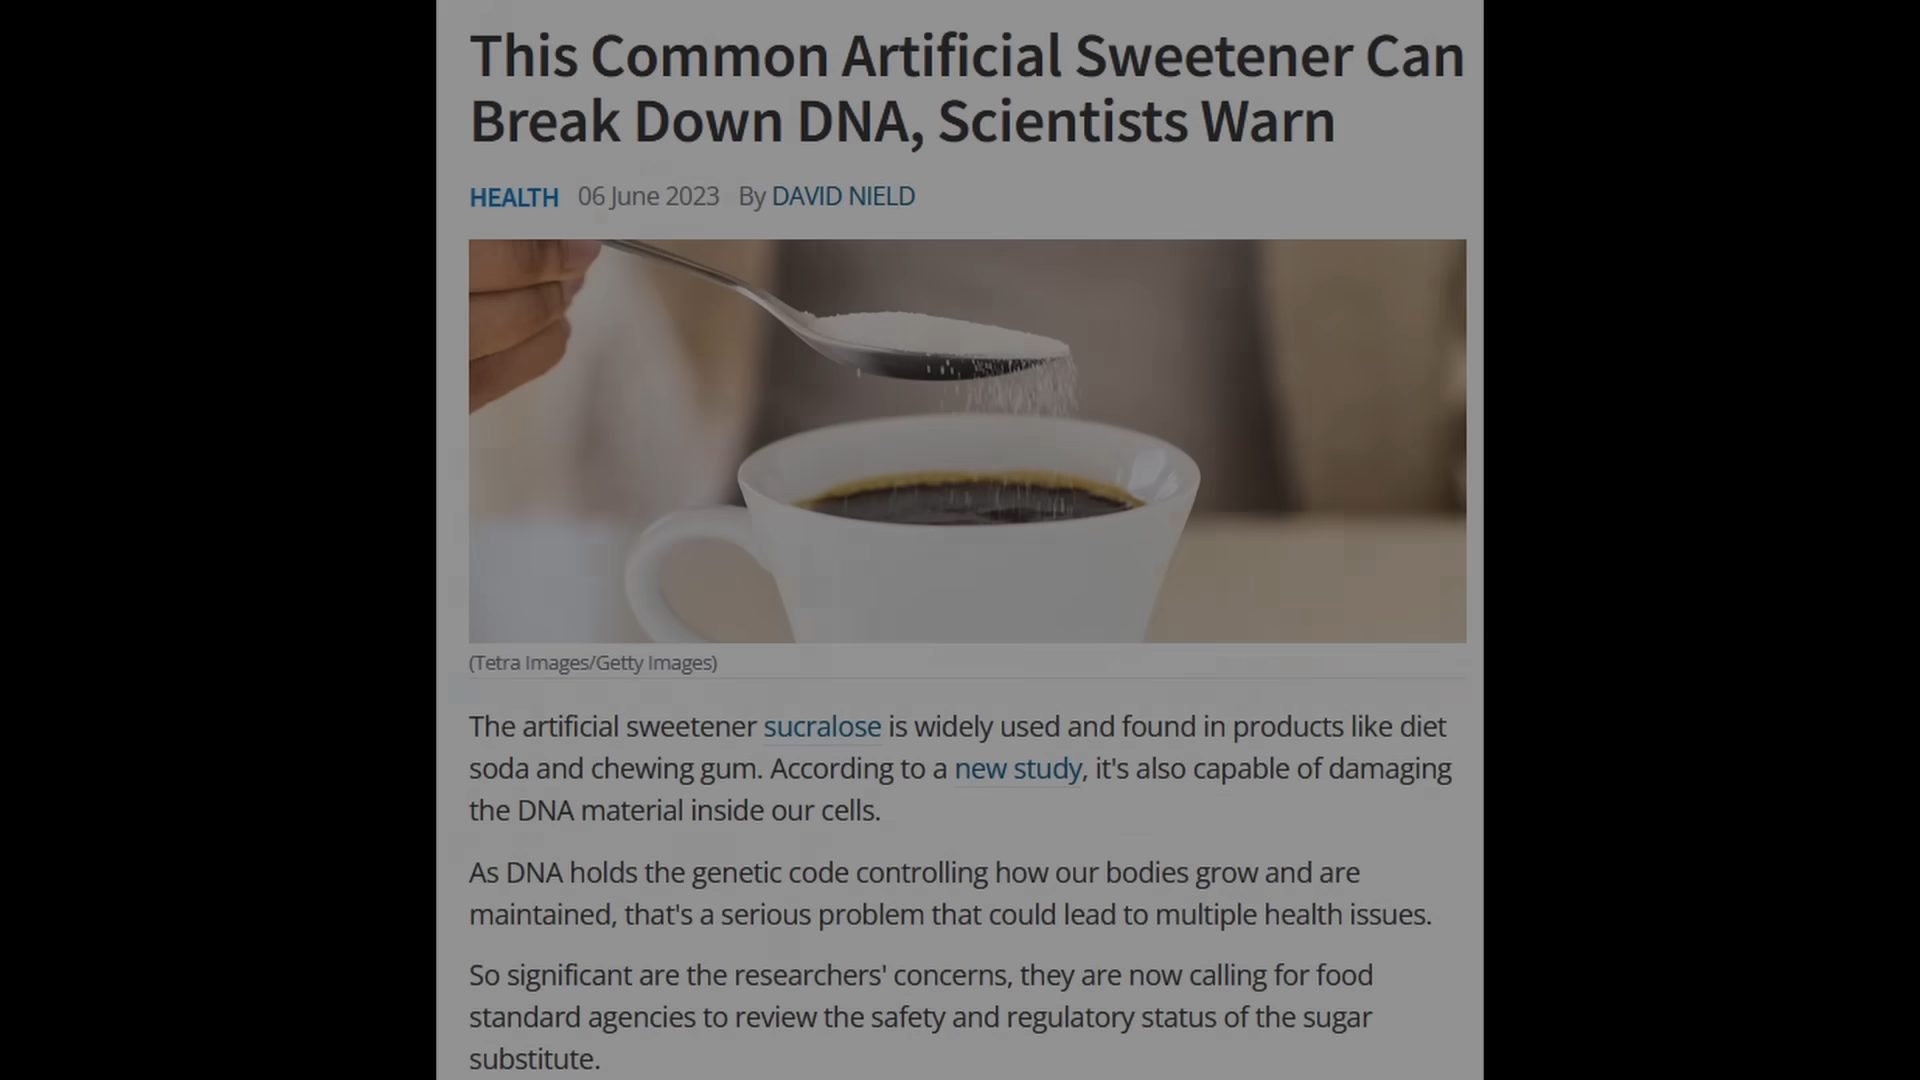 This Common Artificial Sweetener Can
Break Down DNA, Scientists Warn
HEALTH 06 June 2023 By DAVID NIELD
(Tetra Images/Getty Images)
The artificial sweetener sucralose is widely used and found in products like diet
soda and chewing gum. According to a new study, it's also capable of damaging
the DNA material inside our cells.
As DNA holds the genetic code controlling how our bodies grow and are
maintained, that's a serious problem that could lead to multiple health issues.
So significant are the researchers' concerns, they are now calling for food
standard agencies to review the safety and regulatory status of the sugar
substitute.